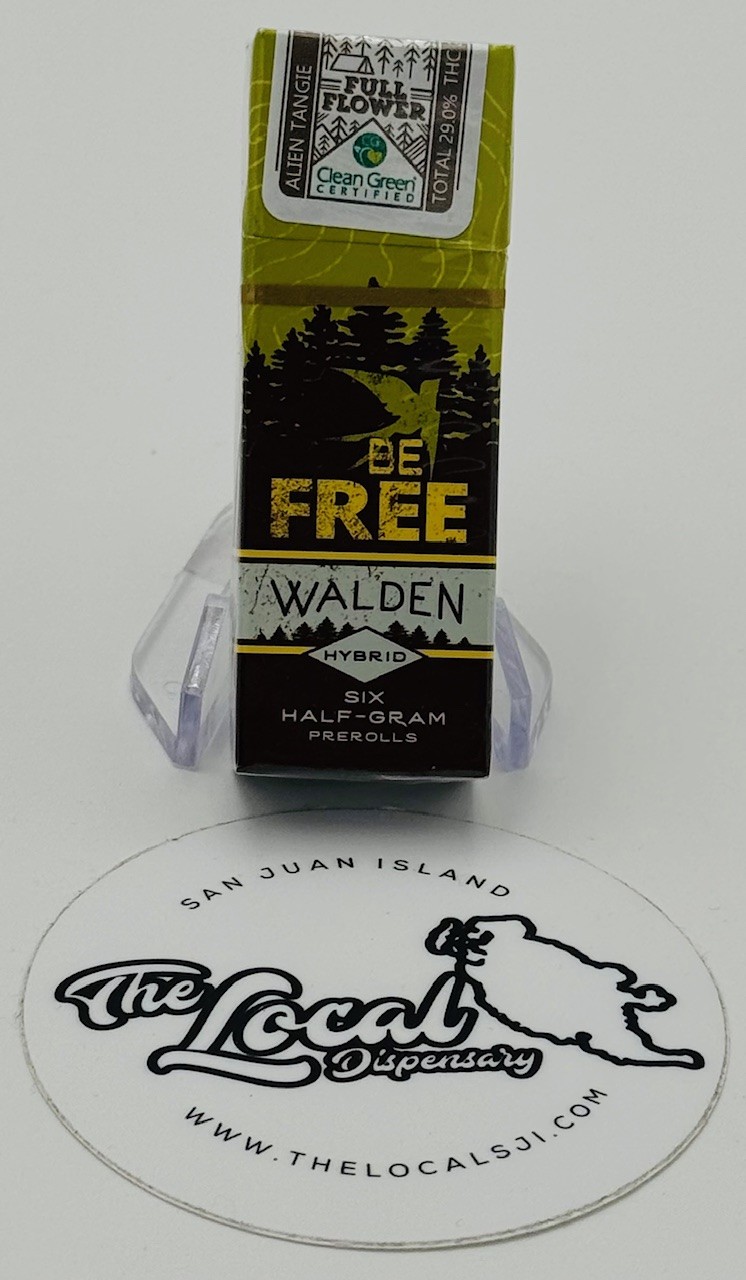 ALIEN TANGIE
FULL
FLOWER
CG
Clean Green
CERTIFIED
TOTAL 29.0% THC
BE
FREE
WALDEN
HYBRID
SIX
HALF-GRAM
PREROLLS
SAN JUAN ISLAND
The Local
Dispensary
WWW.THELOCALSJI.COM